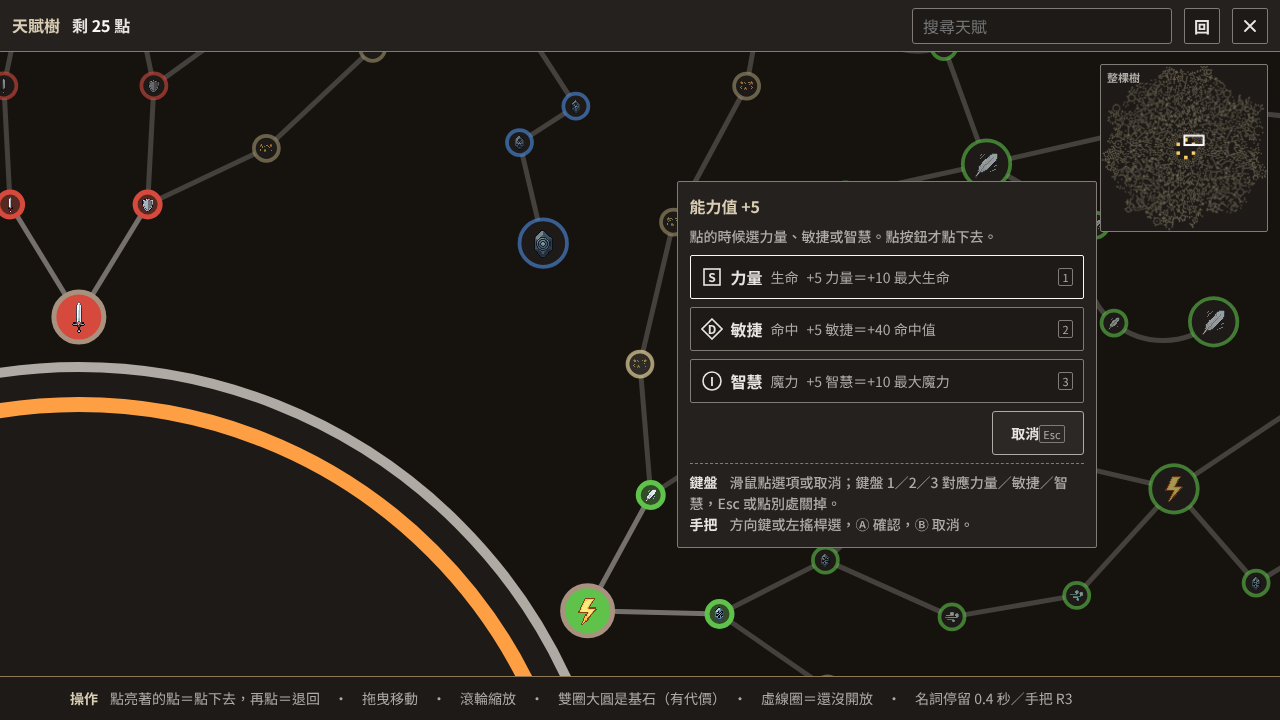 天賦樹 剩 25 點
搜尋天賦
回
整棵樹
能力值 +5
點的時候選力量、敏捷或智慧。點按鈕才點下去。
S 力量 生命 +5 力量＝+10 最大生命 1
D 敏捷 命中 +5 敏捷＝+40 命中值 2
I 智慧 魔力 +5 智慧＝+10 最大魔力 3
取消 Esc
鍵盤 滑鼠點選項或取消；鍵盤 1／2／3 對應力量／敏捷／智
慧，Esc 或點別處關掉。
手把 方向鍵或左搖桿選，Ⓐ 確認，Ⓑ 取消。
操作 點亮著的點＝點下去，再點＝退回 • 拖曳移動 • 滾輪縮放 • 雙圈大圓是基石（有代價） • 虛線圈＝還沒開放 • 名詞停留 0.4 秒／手把 R3